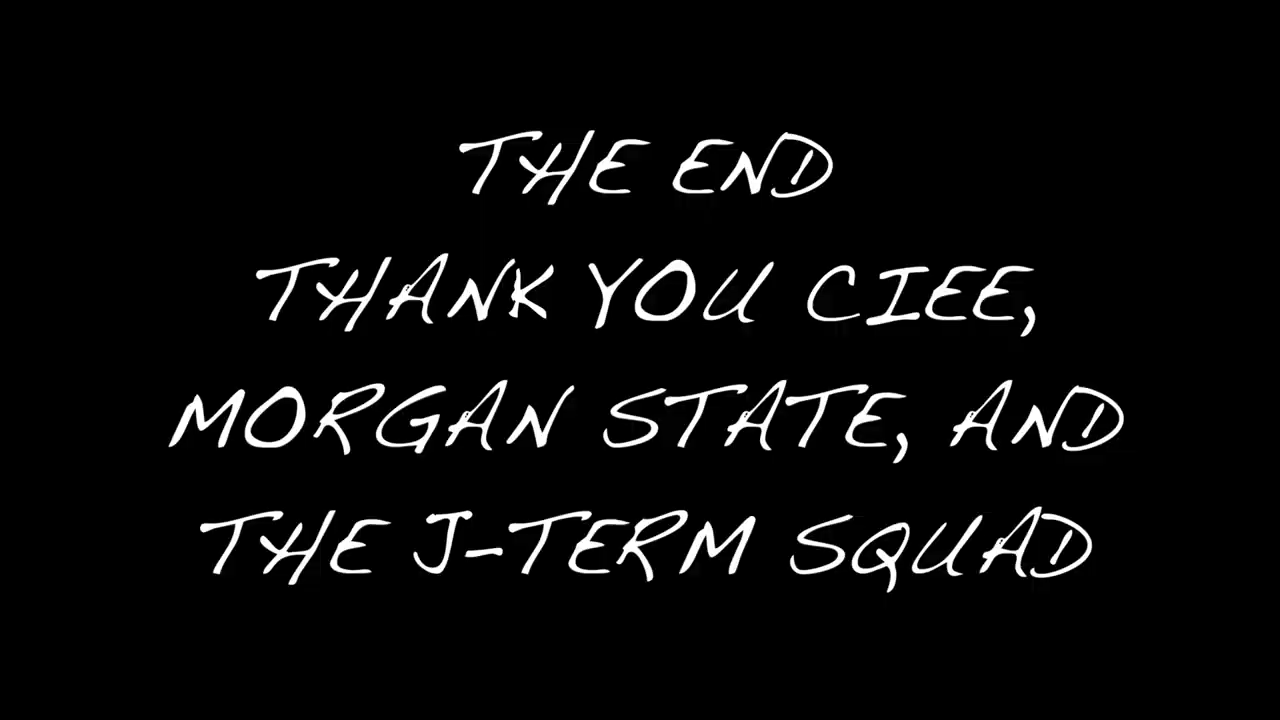 THE END
THANK YOU CIEE,
MORGAN STATE, AND
THE J-TERM SQUAD